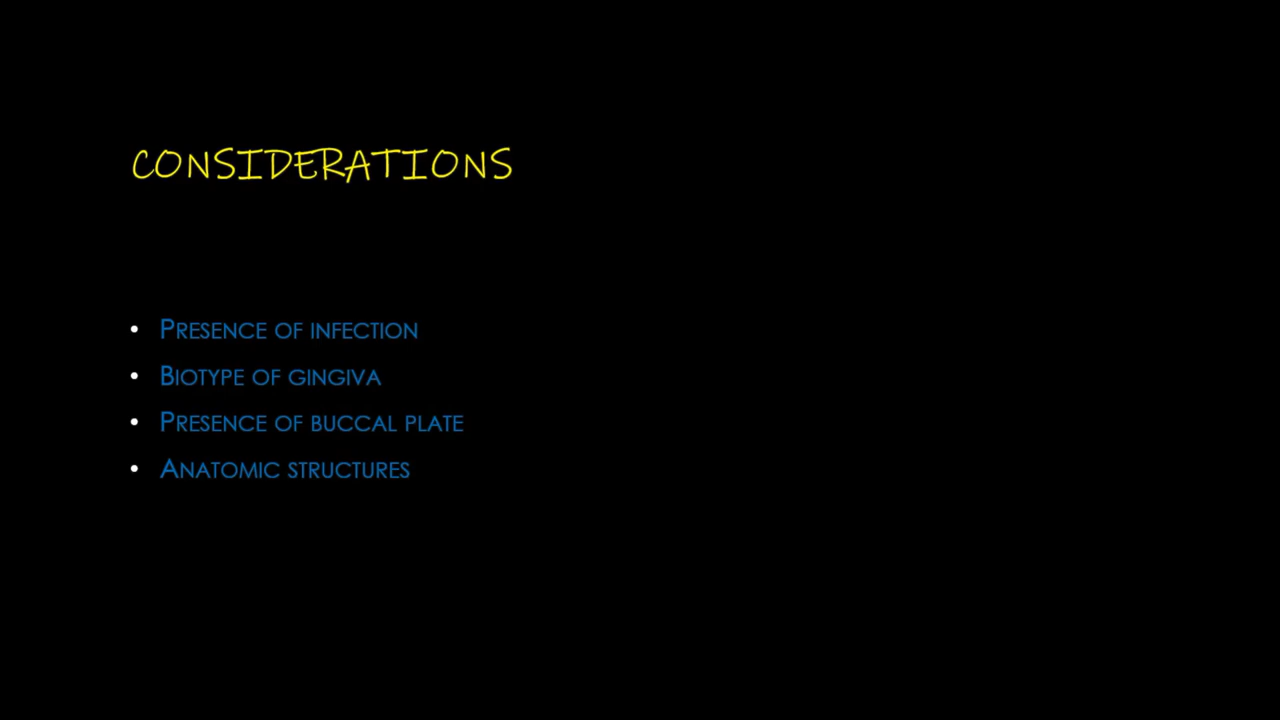 CONSIDERATIONS
• Presence of infection
• Biotype of gingiva
• Presence of buccal plate
• Anatomic structures